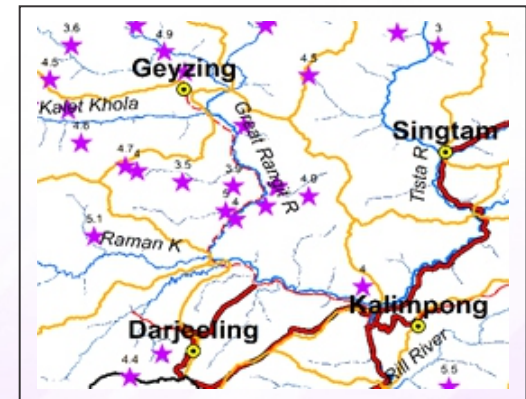 3.6
4.9
3
4.5
Geyzing
4.5
Kalet Khola
Great Rangit R
4.6
Singtam
4.7
4
3.5
Tista R
5.1
Raman K
4
Kalimpong
Darjeeling
Rill River
4.4
5.5